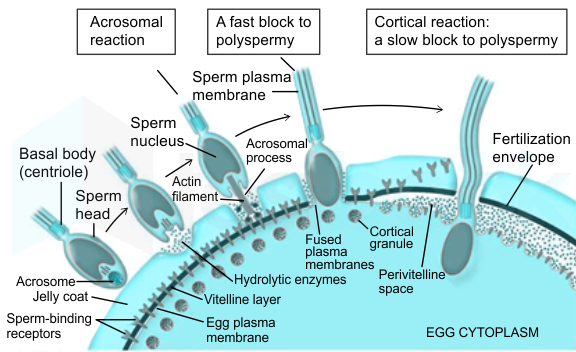 Acrosomal
reaction
A fast block to
polyspermy
Cortical reaction:
a slow block to polyspermy
Sperm plasma
membrane
Sperm
nucleus
Acrosomal
process
Fertilization
envelope
Basal body
(centriole)
Sperm
head
Actin
filament
Fused
plasma
membranes
Cortical
granule
Perivitelline
space
Hydrolytic enzymes
Acrosome
Jelly coat
Vitelline layer
Sperm-binding
receptors
Egg plasma
membrane
EGG CYTOPLASM